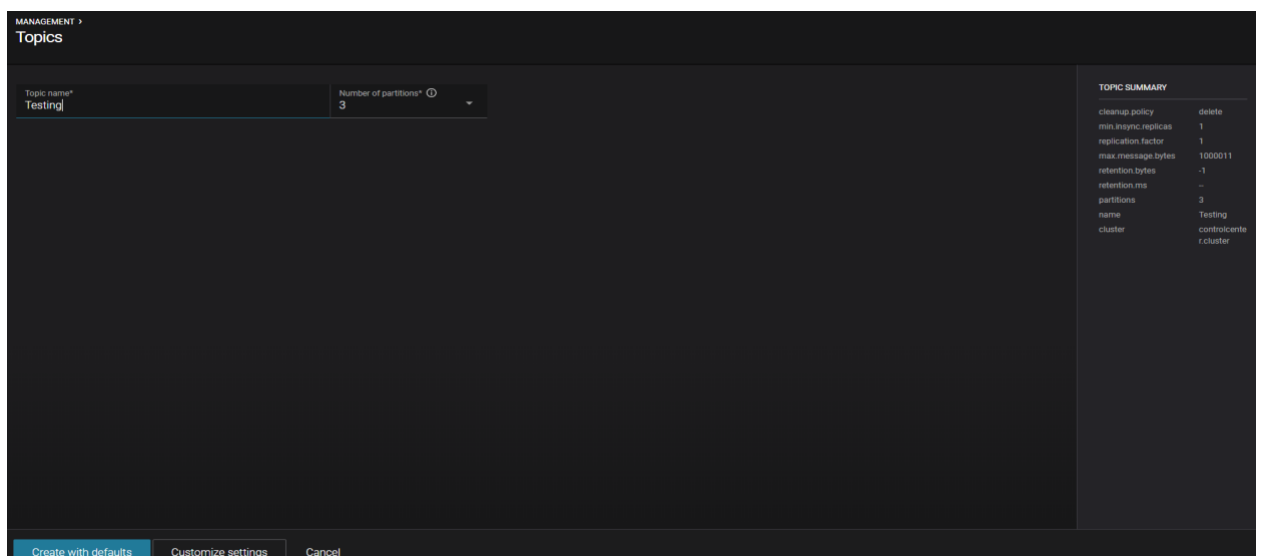 MANAGEMENT >
Topics
Topic name*
Testing
Number of partitions*
3
TOPIC SUMMARY
cleanup.policy delete
min.insync.replicas 1
replication.factor 1
max.message.bytes 1000011
retention.bytes -1
retention.ms --
partitions 3
name Testing
cluster controlcente
r.cluster
Create with defaults Customize settings Cancel